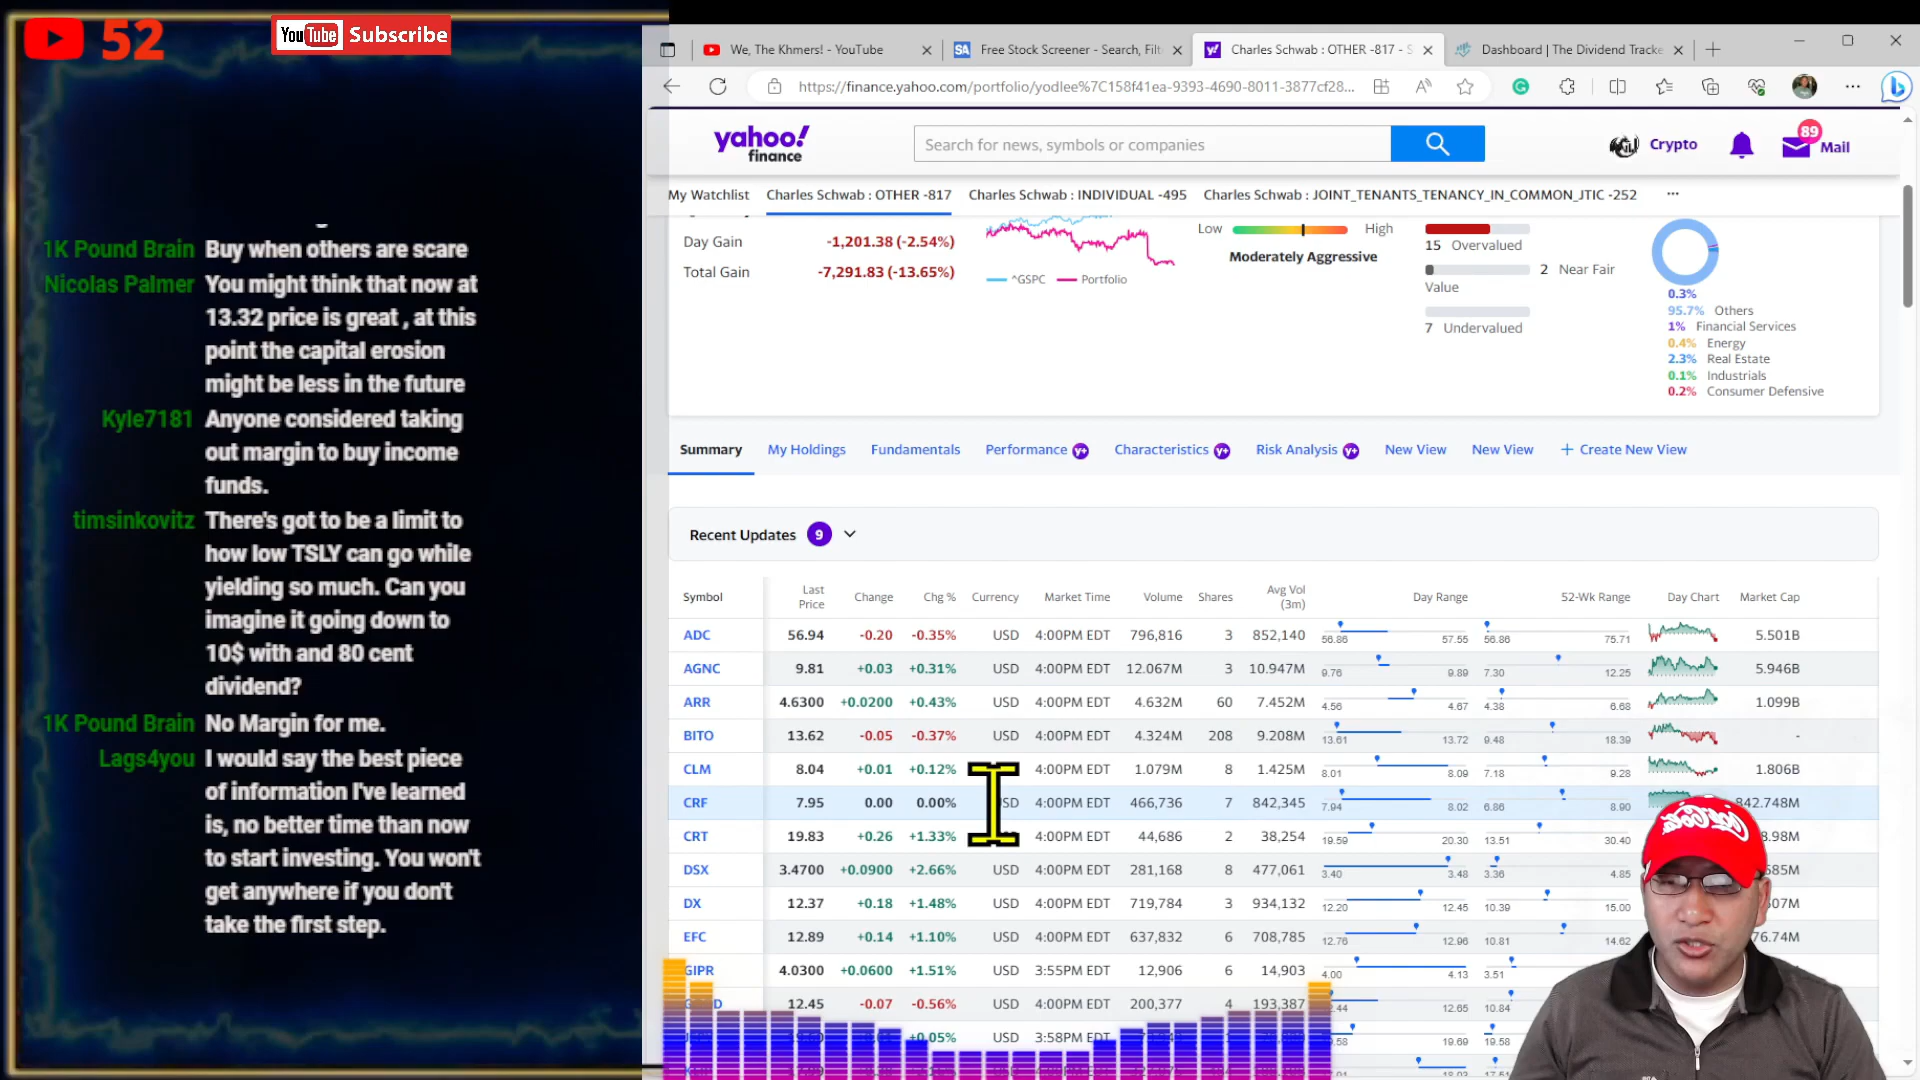 52
YouTube Subscribe
1K Pound Brain Buy when others are scare
Nicolas Palmer You might think that now at
13.32 price is great , at this
point the capital erosion
might be less in the future
Kyle7181 Anyone considered taking
out margin to buy income
funds.
timsinkovitz There's got to be a limit to
how low TSLY can go while
yielding so much. Can you
imagine it going down to
10$ with and 80 cent
dividend?
1K Pound Brain No Margin for me.
Lags4you I would say the best piece
of information I've learned
is, no better time than now
to start investing. You won't
get anywhere if you don't
take the first step.
We, The Khmers! - YouTube
SA Free Stock Screener - Search, Filt
y! Charles Schwab : OTHER -817 - S
Dashboard | The Dividend Tracke
https://finance.yahoo.com/portfolio/yodlee%7C158f41ea-9393-4690-8011-3877cf28...
yahoo!
finance
Search for news, symbols or companies
Crypto
89
Mail
My Watchlist Charles Schwab : OTHER -817 Charles Schwab : INDIVIDUAL -495 Charles Schwab : JOINT_TENANTS_TENANCY_IN_COMMON_JTIC -252 ...
Day Gain -1,201.38 (-2.54%)
Total Gain -7,291.83 (-13.65%)
^GSPC Portfolio
Low High
Moderately Aggressive
15 Overvalued
2 Near Fair
Value
7 Undervalued
0.3%
95.7% Others
1% Financial Services
0.4% Energy
2.3% Real Estate
0.1% Industrials
0.2% Consumer Defensive
Summary My Holdings Fundamentals Performance y+ Characteristics y+ Risk Analysis y+ New View New View + Create New View
Recent Updates 9
Symbol Last Price Change Chg % Currency Market Time Volume Shares Avg Vol (3m) Day Range 52-Wk Range Day Chart Market Cap
ADC 56.94 -0.20 -0.35% USD 4:00PM EDT 796,816 3 852,140 56.86 57.55 56.86 75.71 5.501B
AGNC 9.81 +0.03 +0.31% USD 4:00PM EDT 12.067M 3 10.947M 9.76 9.89 7.30 12.25 5.946B
ARR 4.6300 +0.0200 +0.43% USD 4:00PM EDT 4.632M 60 7.452M 4.56 4.67 4.38 6.68 1.099B
BITO 13.62 -0.05 -0.37% USD 4:00PM EDT 4.324M 208 9.208M 13.61 13.72 9.48 18.39 -
CLM 8.04 +0.01 +0.12% 4:00PM EDT 1.079M 8 1.425M 8.01 8.09 7.18 9.28 1.806B
CRF 7.95 0.00 0.00% SD 4:00PM EDT 466,736 7 842,345 7.94 8.02 6.86 8.90 842.748M
CRT 19.83 +0.26 +1.33% USD 4:00PM EDT 44,686 2 38,254 19.59 20.30 13.51 30.40 8.98M
DSX 3.4700 +0.0900 +2.66% USD 4:00PM EDT 281,168 8 477,061 3.40 3.48 3.36 4.85 585M
DX 12.37 +0.18 +1.48% USD 4:00PM EDT 719,784 3 934,132 12.20 12.45 10.39 15.00 07M
EFC 12.89 +0.14 +1.10% USD 4:00PM EDT 637,832 6 708,785 12.76 12.96 10.81 14.62 76.74M
GIPR 4.0300 +0.0600 +1.51% USD 3:55PM EDT 12,906 6 14,903 4.00 4.13 3.51
12.45 -0.07 -0.56% USD 4:00PM EDT 200,377 4 193,387 12.65 10.84
+0.05% USD 3:58PM EDT 19.69 19.58
Coca-Cola